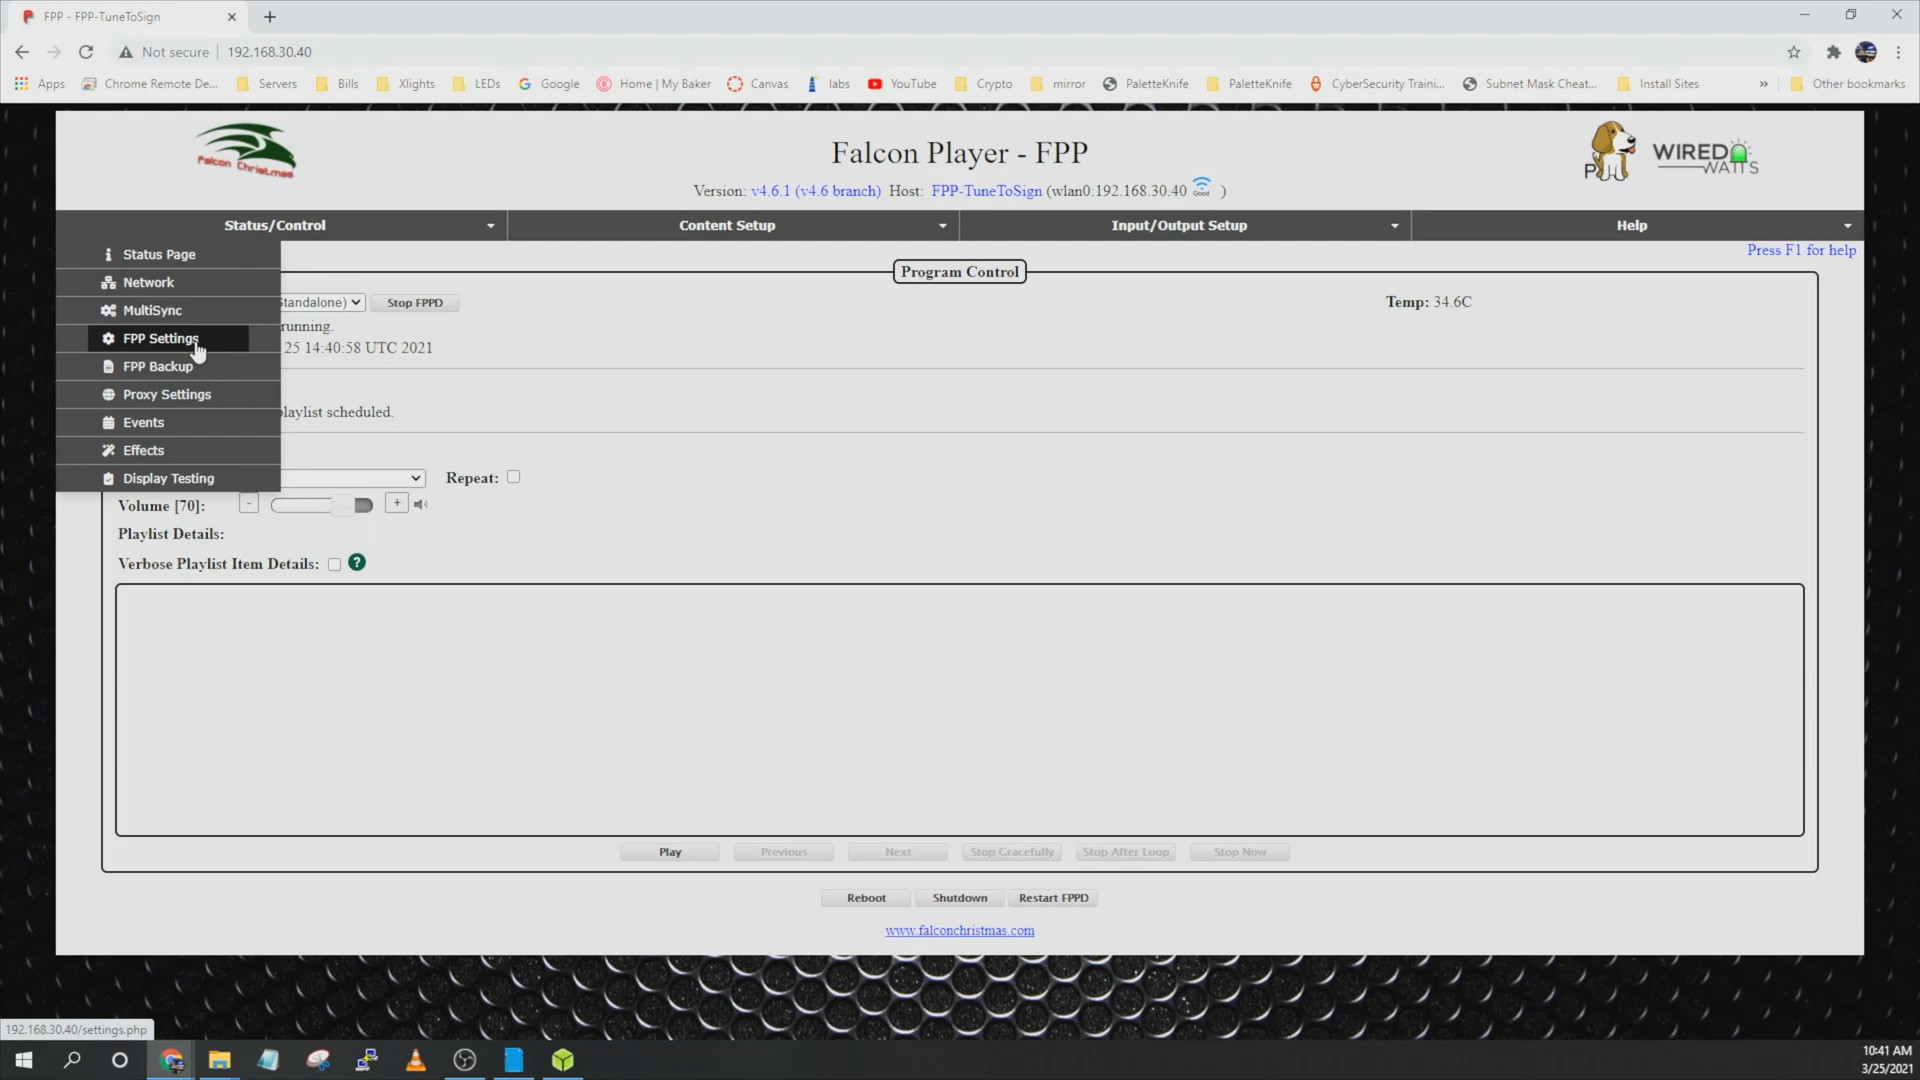 FPP - FPP-TuneToSign
Not secure 192.168.30.40
Apps Chrome Remote De... Servers Bills Xlights LEDs Google Home | My Baker Canvas labs YouTube Crypto mirror PaletteKnife PaletteKnife CyberSecurity Traini... Subnet Mask Cheat... Install Sites » Other bookmarks
Falcon Christmas
Falcon Player - FPP
WIRED WATTS
Version: v4.6.1 (v4.6 branch) Host: FPP-TuneToSign (wlan0:192.168.30.40 )
Status/Control Content Setup Input/Output Setup Help
Press F1 for help
Status Page
Network
MultiSync
FPP Settings
FPP Backup
Proxy Settings
Events
Effects
Display Testing
Program Control
Standalone) Stop FPPD
Temp: 34.6C
running.
25 14:40:58 UTC 2021
playlist scheduled.
Repeat:
Volume [70]: - +
Playlist Details:
Verbose Playlist Item Details: ?
Play Previous Next Stop Gracefully Stop After Loop Stop Now
Reboot Shutdown Restart FPPD
www.falconchristmas.com
192.168.30.40/settings.php
10:41 AM
3/25/2021